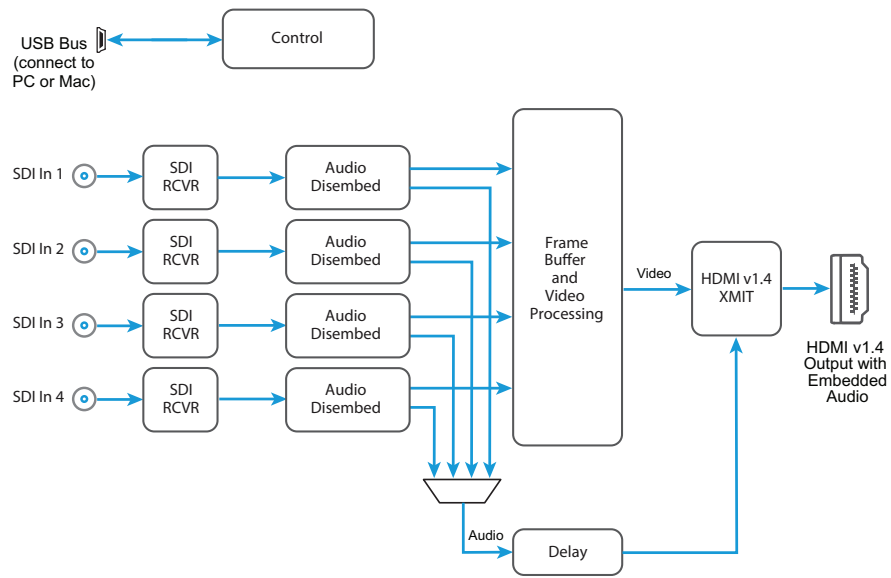 USB Bus
(connect to
PC or Mac)
Control
SDI In 1
SDI
RCVR
Audio
Disembed
SDI In 2
SDI
RCVR
Audio
Disembed
SDI In 3
SDI
RCVR
Audio
Disembed
SDI In 4
SDI
RCVR
Audio
Disembed
Frame
Buffer
and
Video
Processing
Video
HDMI v1.4
XMIT
HDMI v1.4
Output with
Embedded
Audio
Audio
Delay